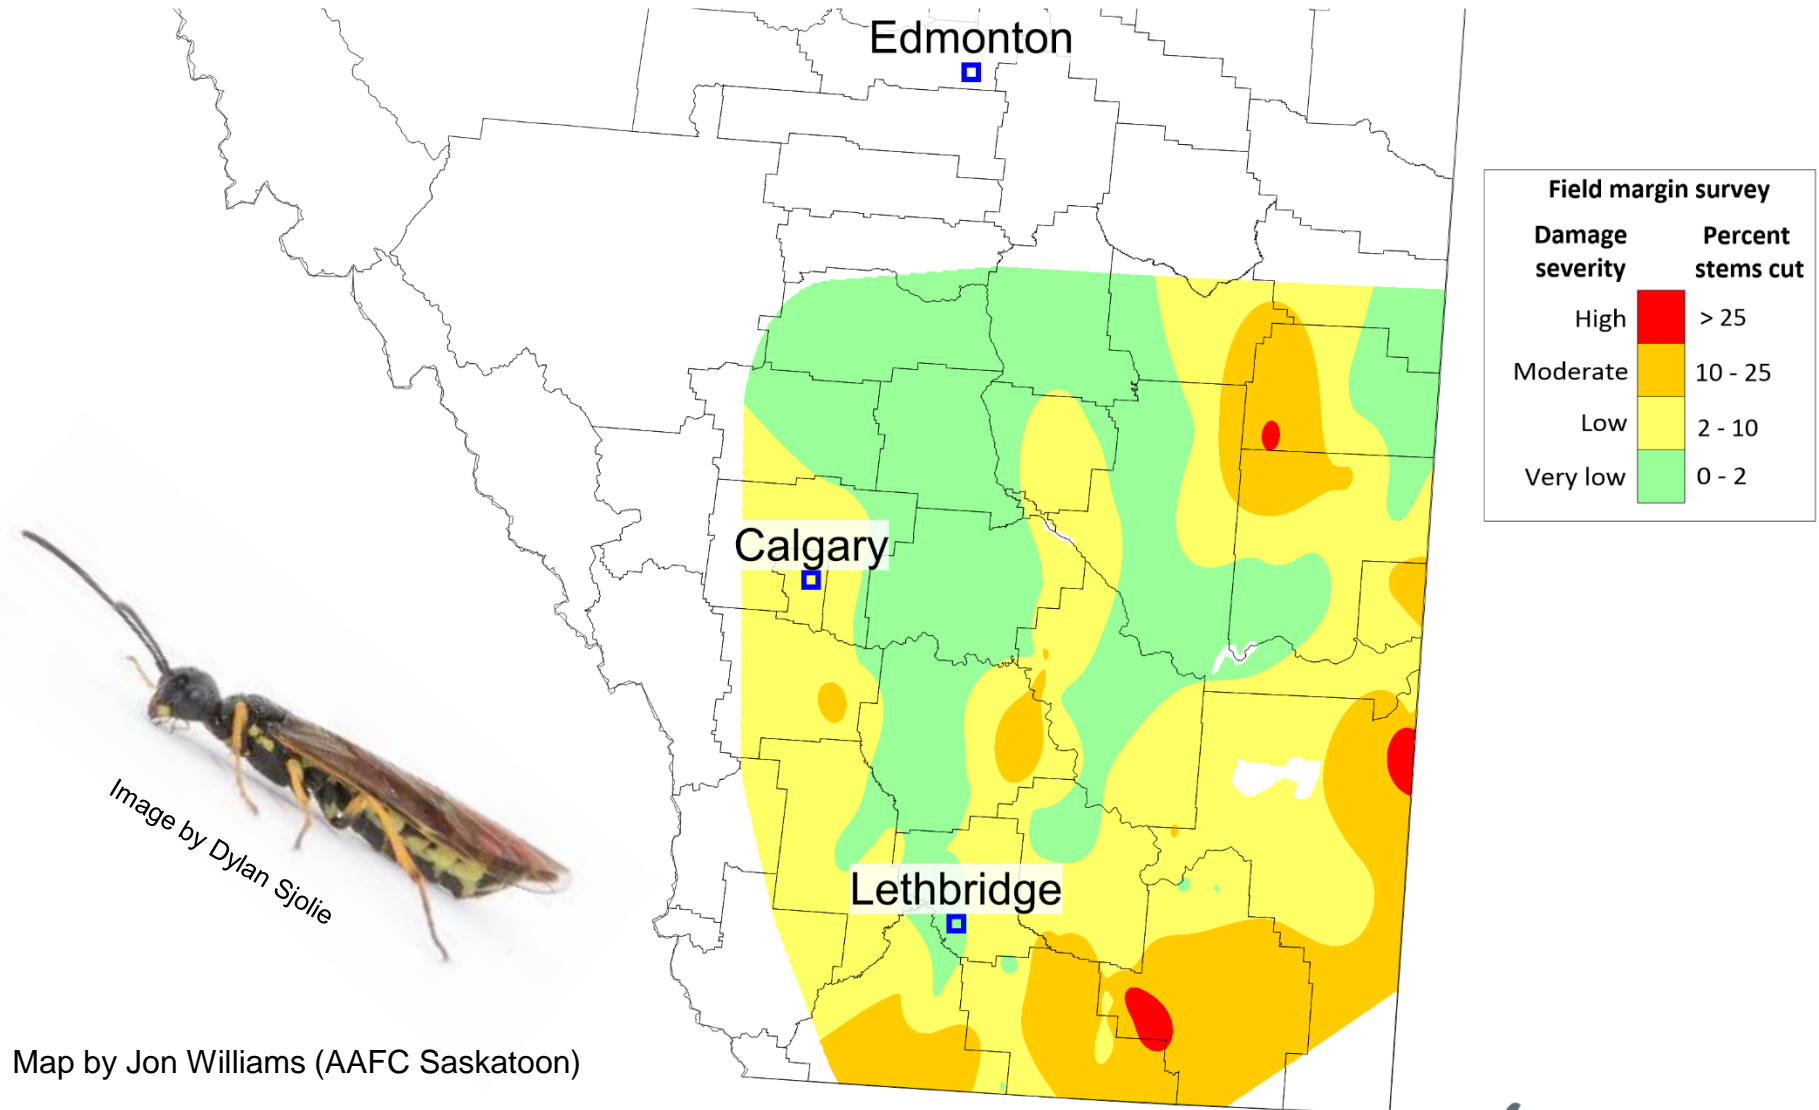 Edmonton
Calgary
Lethbridge
Field margin survey
Damage severity
Percent stems cut
High > 25
Moderate 10 - 25
Low 2 - 10
Very low 0 - 2
Image by Dylan Sjolie
Map by Jon Williams (AAFC Saskatoon)